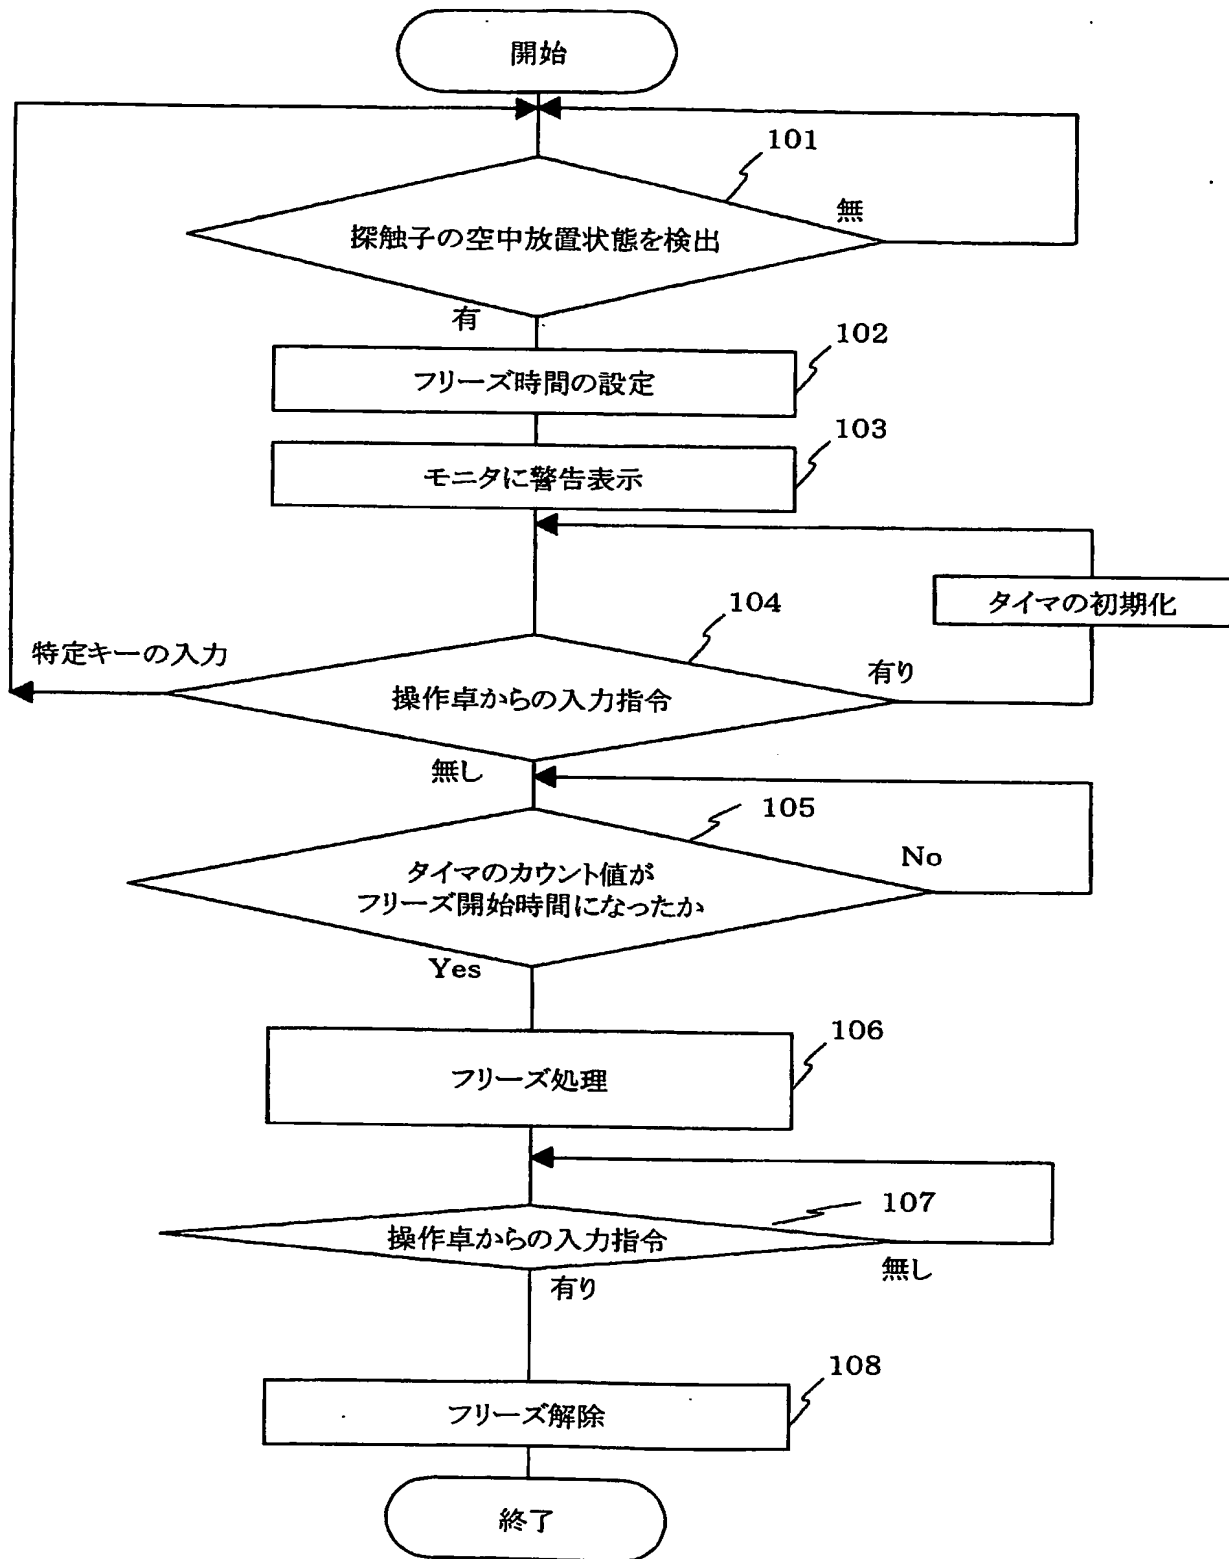 開始
101
無
探触子の空中放置状態を検出
有
102
フリーズ時間の設定
103
モニタに警告表示
タイマの初期化
104
特定キーの入力
有り
操作卓からの入力指令
無し
105
No
タイマのカウント値が
フリーズ開始時間になったか
Yes
106
フリーズ処理
107
操作卓からの入力指令
無し
有り
108
フリーズ解除
終了